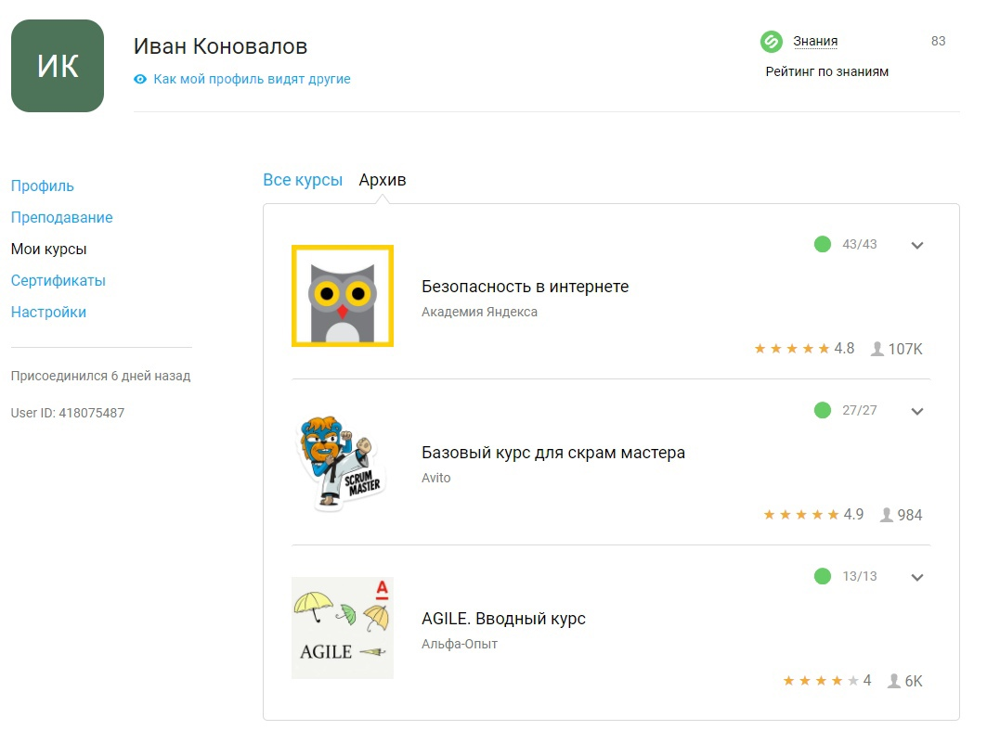 ИК
Иван Коновалов
Как мой профиль видят другие
Знания 83
Рейтинг по знаниям
Профиль
Преподавание
Мои курсы
Сертификаты
Настройки
Присоединился 6 дней назад
User ID: 418075487
Все курсы Архив
43/43
Безопасность в интернете
Академия Яндекса
4.8 107K
27/27
SCRUM
MASTER
Базовый курс для скрам мастера
Avito
4.9 984
13/13
А
AGILE
AGILE. Вводный курс
Альфа-Опыт
4 6K